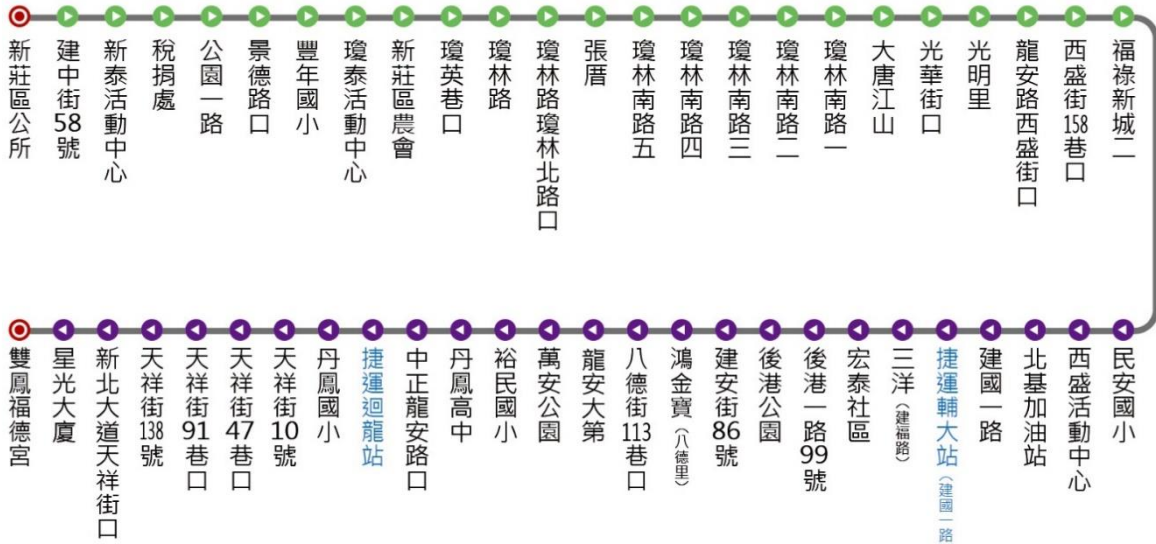 新莊區公所
建中街58號
新泰活動中心
稅捐處
公園一路
景德路口
豐年國小
瓊泰活動中心
新莊區農會
瓊英巷口
瓊林路
瓊林路瓊林北路口
張厝
瓊林南路五
瓊林南路四
瓊林南路三
瓊林南路二
瓊林南路一
大唐江山
光華街口
光明里
龍安路西盛街口
西盛街158巷口
福祿新城二
民安國小
西盛活動中心
北基加油站
建國一路
捷運輔大站（建國一路
三洋（建福路）
宏泰社區
後港一路99號
後港公園
建安街86號
鴻金寶（八德里）
八德街113巷口
龍安大第
萬安公園
裕民國小
丹鳳高中
中正龍安路口
捷運迴龍站
丹鳳國小
天祥街10號
天祥街47巷口
天祥街91巷口
天祥街138號
新北大道天祥街口
星光大廈
雙鳳福德宮